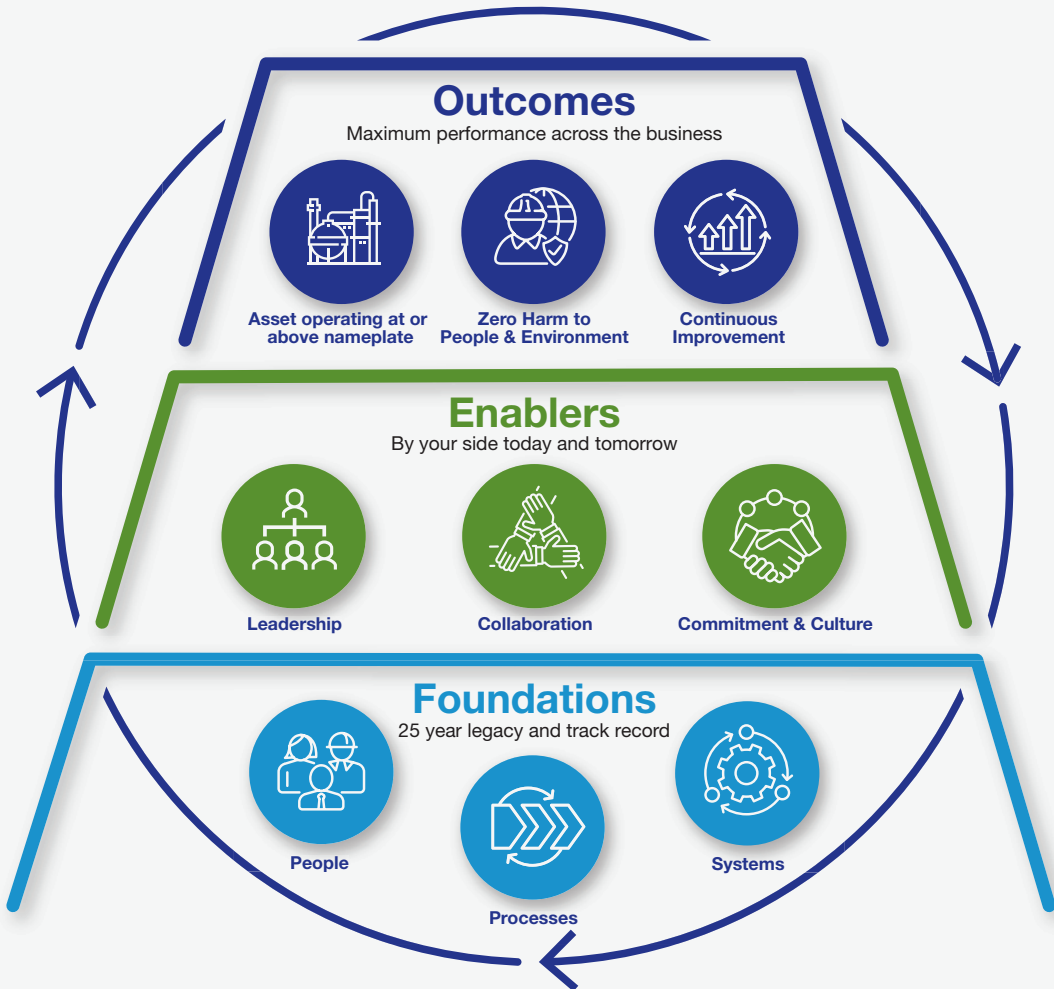 Outcomes
Maximum performance across the business
Asset operating at or
above nameplate
Zero Harm to
People & Environment
Continuous
Improvement
Enablers
By your side today and tomorrow
Leadership
Collaboration
Commitment & Culture
Foundations
25 year legacy and track record
People
Processes
Systems